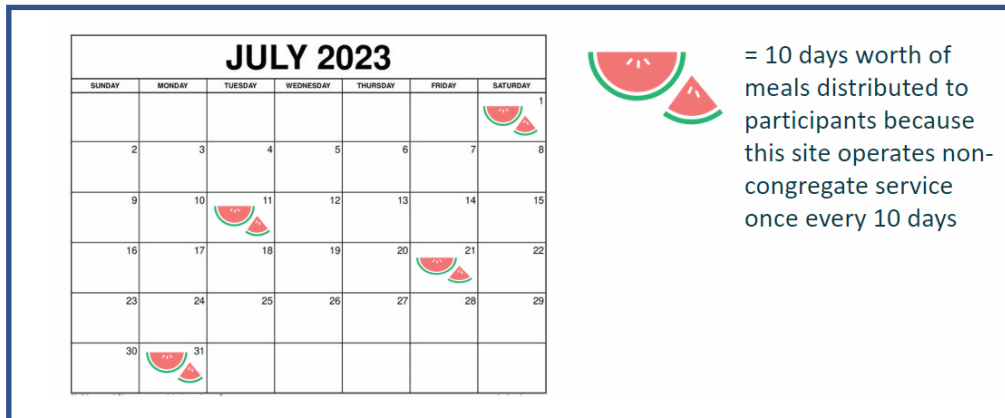 JULY 2023
SUNDAY MONDAY TUESDAY WEDNESDAY THURSDAY FRIDAY SATURDAY
1
2 3 4 5 6 7 8
9 10 11 12 13 14 15
16 17 18 19 20 21 22
23 24 25 26 27 28 29
30 31
= 10 days worth of
meals distributed to
participants because
this site operates non-
congregate service
once every 10 days